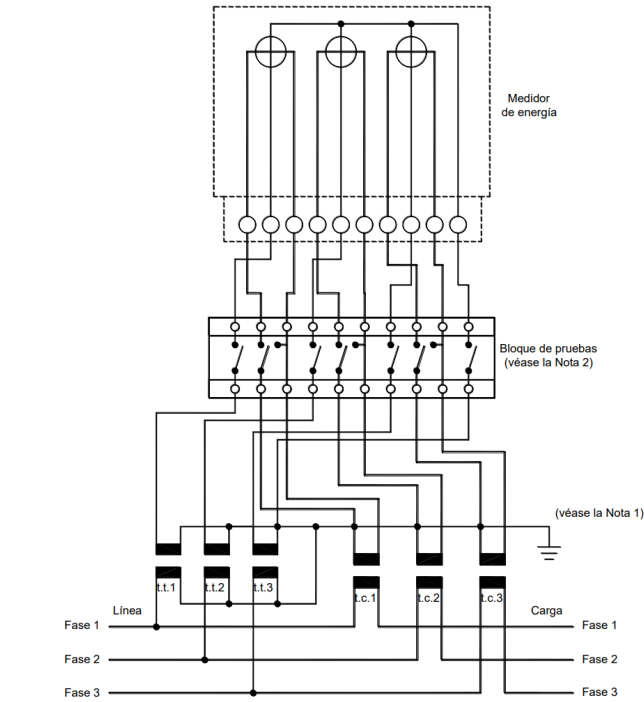 Medidor
de energía
Bloque de pruebas
(véase la Nota 2)
(véase la Nota 1)
t.t.1
t.t.2
t.t.3
t.c.1
t.c.2
t.c.3
Línea
Carga
Fase 1
Fase 1
Fase 2
Fase 2
Fase 3
Fase 3